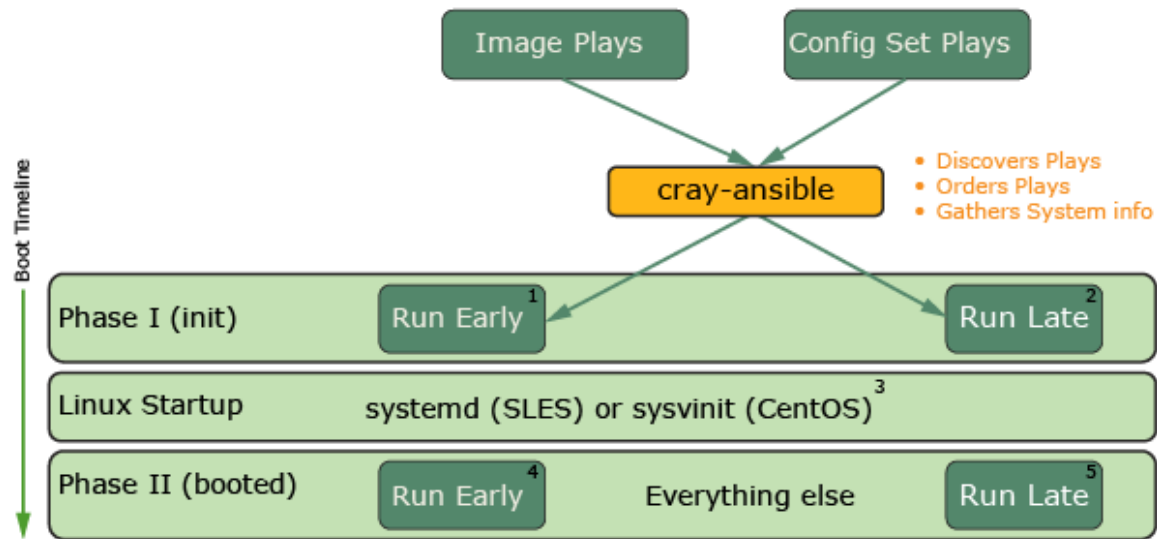 Image Plays
Config Set Plays
cray-ansible
• Discovers Plays
• Orders Plays
• Gathers System info
Boot Timeline
Phase I (init)
Run Early 1
Run Late 2
Linux Startup
systemd (SLES) or sysvinit (CentOS) 3
Phase II (booted)
Run Early 4
Everything else
Run Late 5